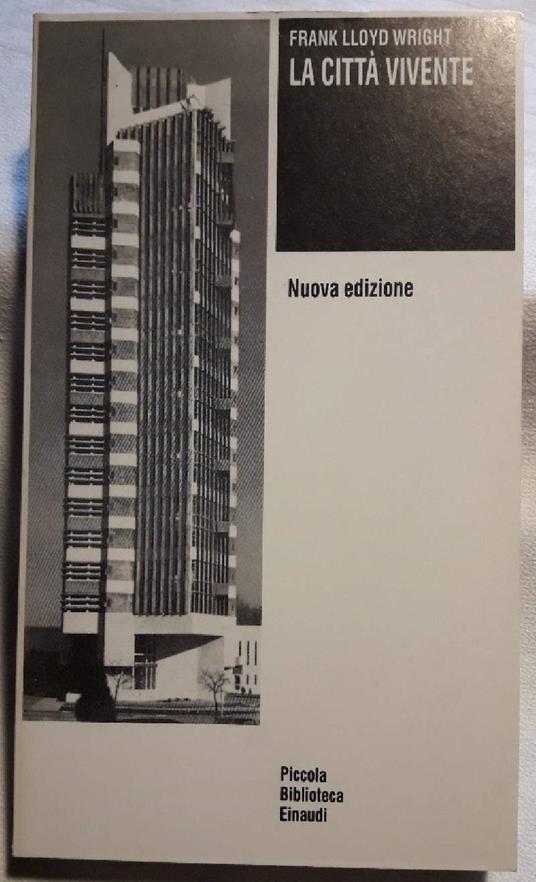 FRANK LLOYD WRIGHT
LA CITTÀ VIVENTE
Nuova edizione
Piccola
Biblioteca
Einaudi